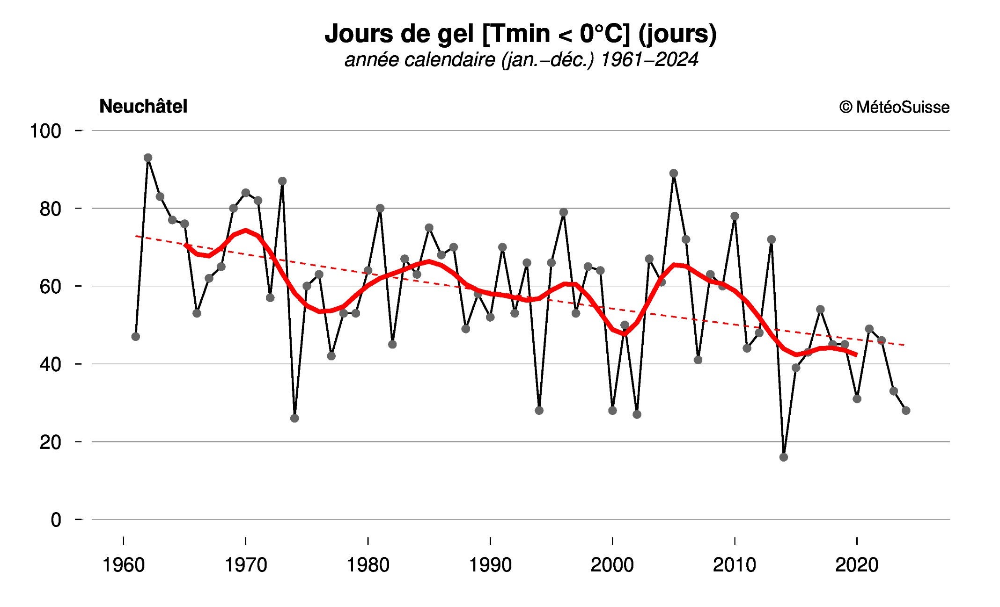 Jours de gel [Tmin < 0°C] (jours)
année calendaire (jan.−déc.) 1961−2024
Neuchâtel
© MétéoSuisse
100
80
60
40
20
0
1960 1970 1980 1990 2000 2010 2020